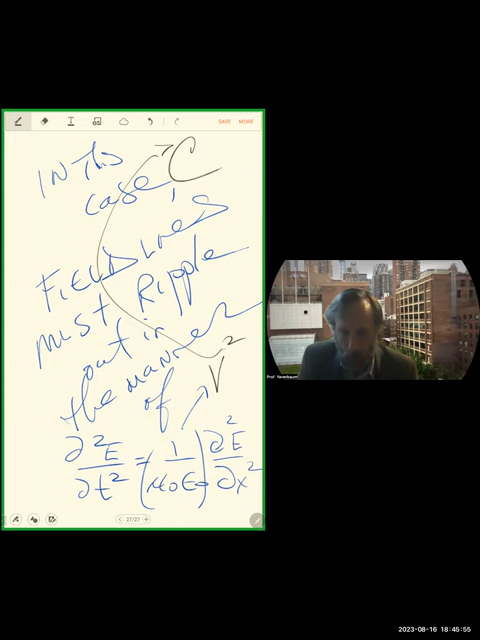 SAVE MORE
IN This C
case,
FIELD Lines
must Ripple
out in
the manner
of V²
∂²E/∂t² = (1/μ₀ε₀) ∂²E/∂x²
27/27
Prof. Yaverbaum
2023-08-16 18:45:55